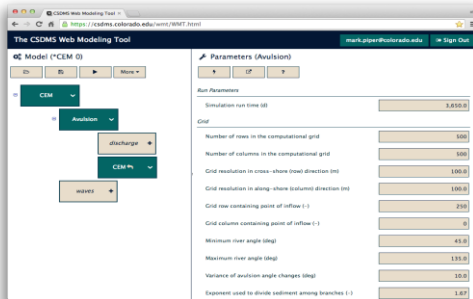 CSDMS Web Modeling Tool
https://csdms.colorado.edu/wmt/WMT.html
The CSDMS Web Modeling Tool
mark.piper@colorado.edu
Sign Out
Model (*CEM 0)
More
CEM
Avulsion
discharge +
CEM
waves +
Parameters (Avulsion)
?
Run Parameters
Simulation run time (d) 3,650.0
Grid
Number of rows in the computational grid 500
Number of columns in the computational grid 500
Grid resolution in cross-shore (row) direction (m) 100.0
Grid resolution in along-shore (column) direction (m) 100.0
Grid row containing point of inflow (-) 250
Grid column containing point of inflow (-) 0
Minimum river angle (deg) 45.0
Maximum river angle (deg) 135.0
Variance of avulsion angle changes (deg) 10.0
Exponent used to divide sediment among branches (-) 1.67